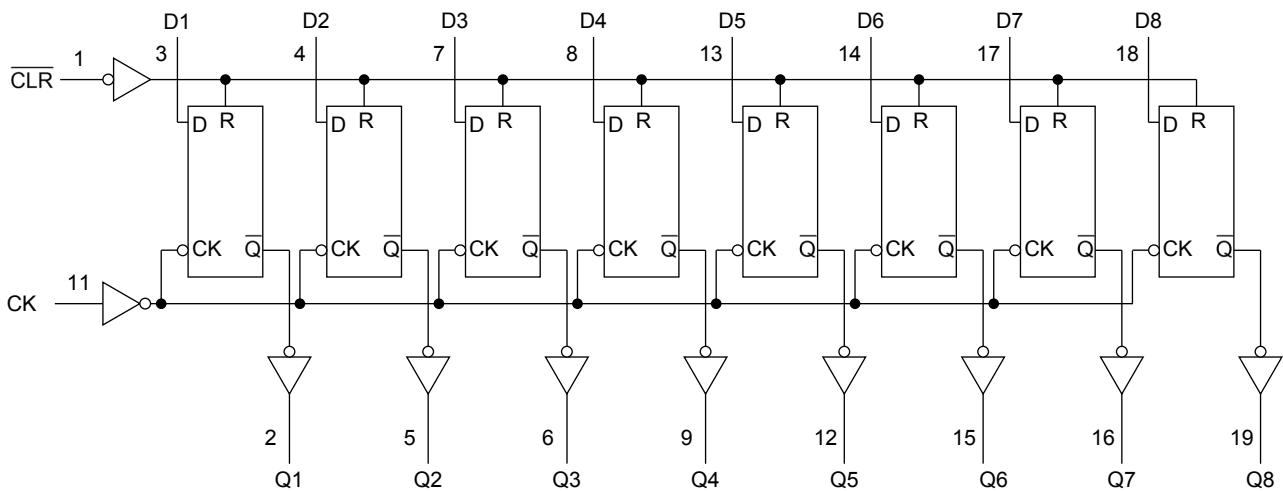 D1 D2 D3 D4 D5 D6 D7 D8
1 3 4 7 8 13 14 17 18
C̅L̅R̅
D R D R D R D R D R D R D R D R
CK Q̅ CK Q̅ CK Q̅ CK Q̅ CK Q̅ CK Q̅ CK Q̅ CK Q̅
11
CK
2 5 6 9 12 15 16 19
Q1 Q2 Q3 Q4 Q5 Q6 Q7 Q8